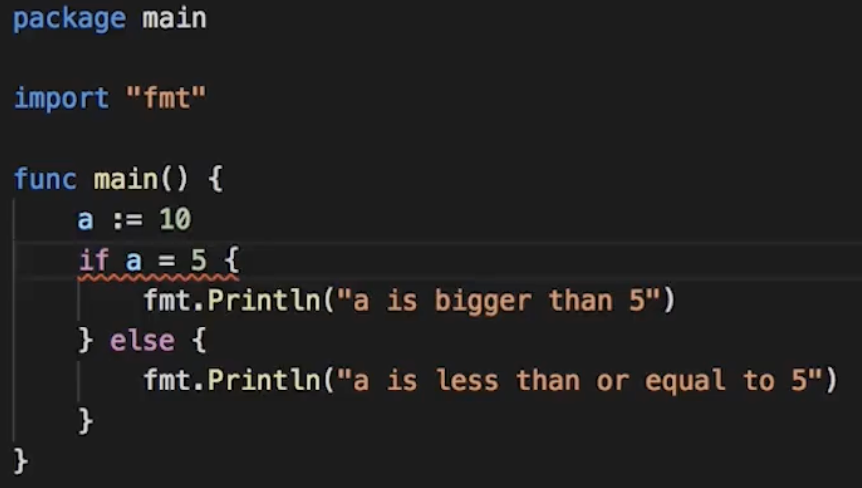 package main
import "fmt"
func main() {
    a := 10
    if a = 5 {
        fmt.Println("a is bigger than 5")
    } else {
        fmt.Println("a is less than or equal to 5")
    }
}